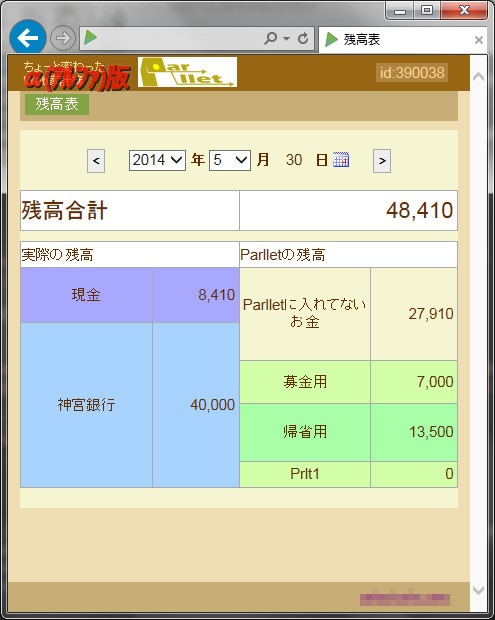 残高表
ちょっと変わった
α(アルファ)版
Parllet
id:390038
残高表
< 2014 年 5 月 30 日 >
残高合計 48,410
実際の残高 Parlletの残高
現金 8,410
Parlletに入れてない
お金 27,910
神宮銀行 40,000
募金用 7,000
帰省用 13,500
Prlt1 0